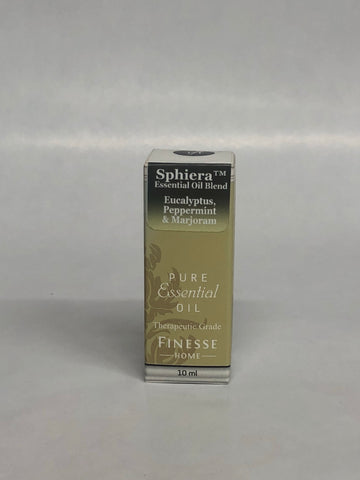 Sphiera™
Essential Oil Blend
Eucalyptus,
Peppermint
& Marjoram
PURE
Essential
OIL
Therapeutic Grade
FINESSE
HOME
10 ml